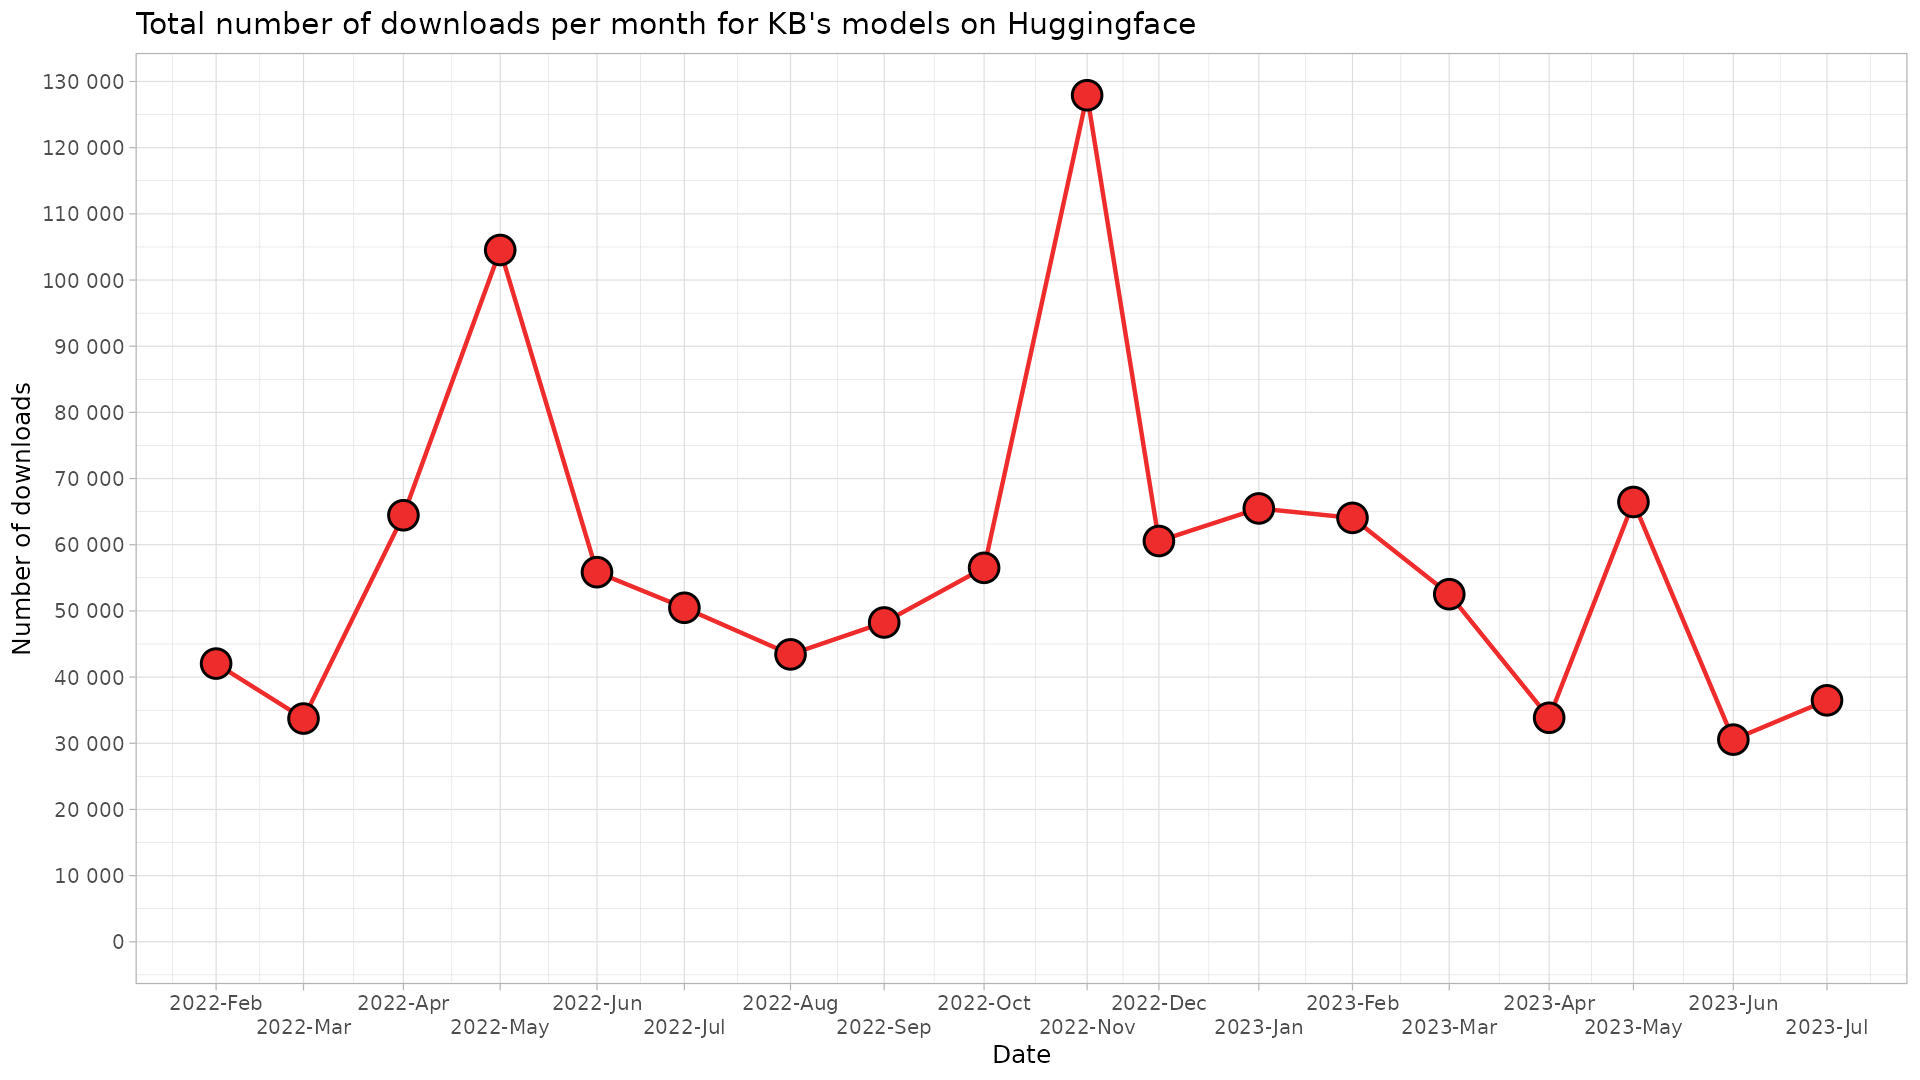 Total number of downloads per month for KB's models on Huggingface
130 000
120 000
110 000
100 000
90 000
80 000
70 000
60 000
50 000
40 000
30 000
20 000
10 000
0
Number of downloads
2022-Feb
2022-Mar
2022-Apr
2022-May
2022-Jun
2022-Jul
2022-Aug
2022-Sep
2022-Oct
2022-Nov
2022-Dec
2023-Jan
2023-Feb
2023-Mar
2023-Apr
2023-May
2023-Jun
2023-Jul
Date